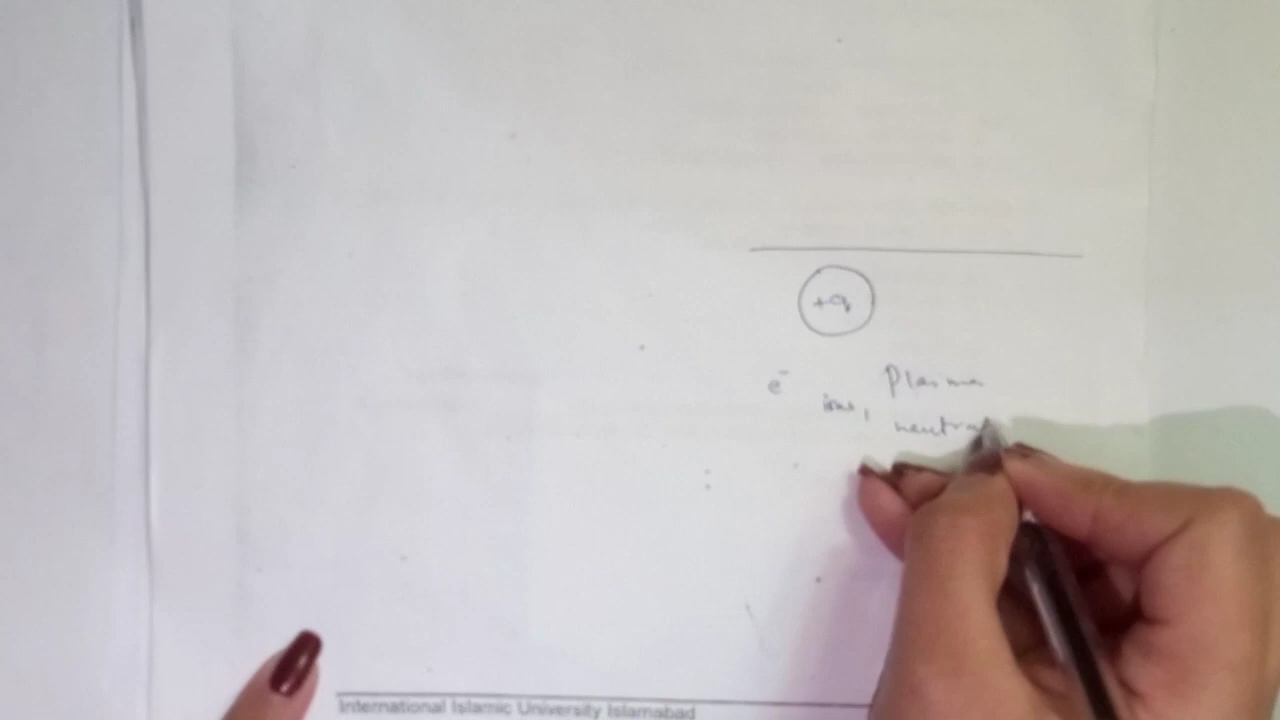 +q
Plasma
e⁻ ions,
neutral
International Islamic University Islamabad